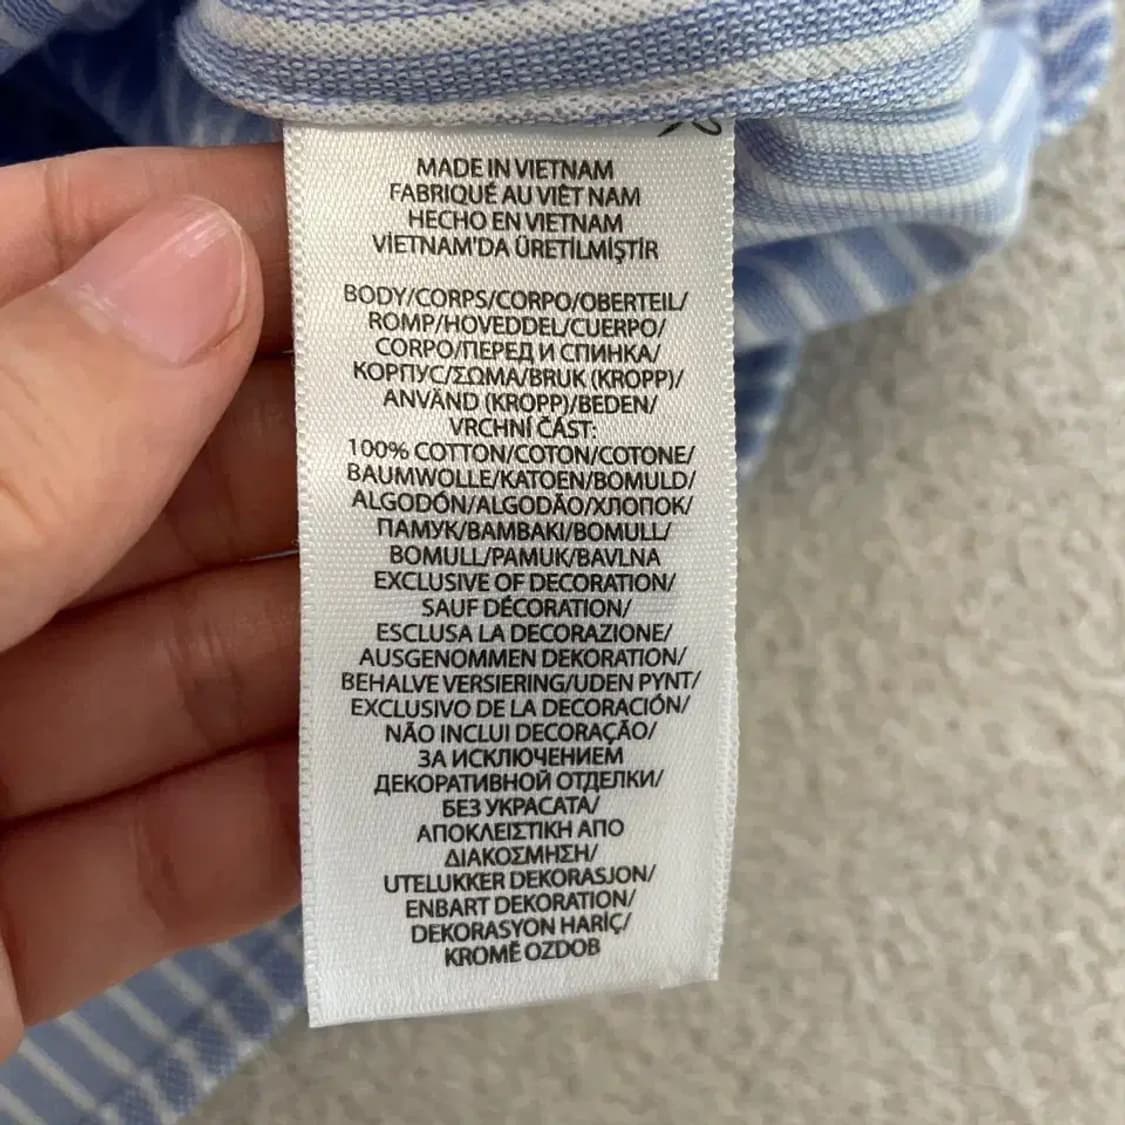 MADE IN VIETNAM
FABRIQUÉ AU VIÊT NAM
HECHO EN VIETNAM
VİETNAM'DA ÜRETİLMİŞTİR
BODY/CORPS/CORPO/OBERTEIL/
ROMP/HOVEDDEL/CUERPO/
CORPO/ПЕРЕД И СПИНКА/
КОРПУС/ΣΩΜΑ/BRUK (KROPP)/
ANVÄND (KROPP)/BEDEN/
VRCHNÍ ČÁST:
100% COTTON/COTON/COTONE/
BAUMWOLLE/KATOEN/BOMULD/
ALGODÓN/ALGODÃO/ХЛОПОК/
ПАМУК/ΒΑΜΒΑΚΙ/BOMULL/
BOMULL/PAMUK/BAVLNA
EXCLUSIVE OF DECORATION/
SAUF DÉCORATION/
ESCLUSA LA DECORAZIONE/
AUSGENOMMEN DEKORATION/
BEHALVE VERSIERING/UDEN PYNT/
EXCLUSIVO DE LA DECORACIÓN/
NÃO INCLUI DECORAÇÃO/
ЗА ИСКЛЮЧЕНИЕМ
ДЕКОРАТИВНОЙ ОТДЕЛКИ/
БЕЗ УКРАСАТА/
ΑΠΟΚΛΕΙΣΤΙΚΗ ΑΠΟ
ΔΙΑΚΟΣΜΗΣΗ/
UTELUKKER DEKORASJON/
ENBART DEKORATION/
DEKORASYON HARİÇ/
KROMĚ OZDOB